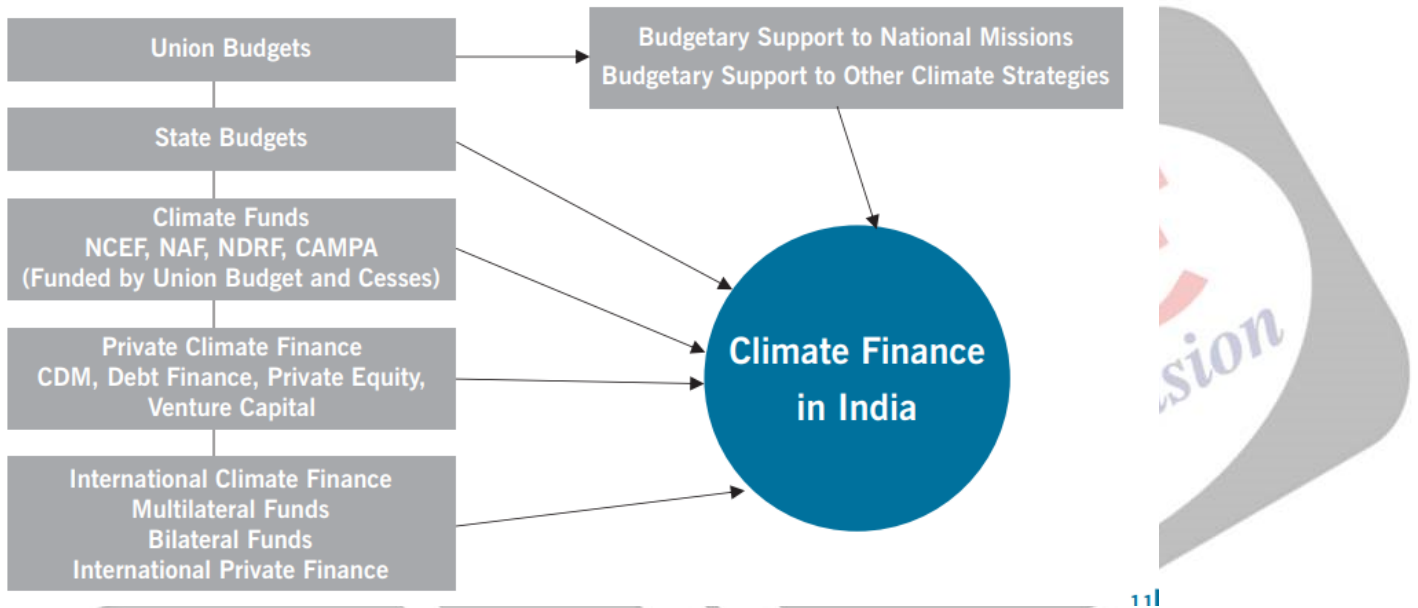 Union Budgets
Budgetary Support to National Missions
Budgetary Support to Other Climate Strategies
State Budgets
Climate Funds
NCEF, NAF, NDRF, CAMPA
(Funded by Union Budget and Cesses)
Private Climate Finance
CDM, Debt Finance, Private Equity,
Venture Capital
International Climate Finance
Multilateral Funds
Bilateral Funds
International Private Finance
Climate Finance
in India
11